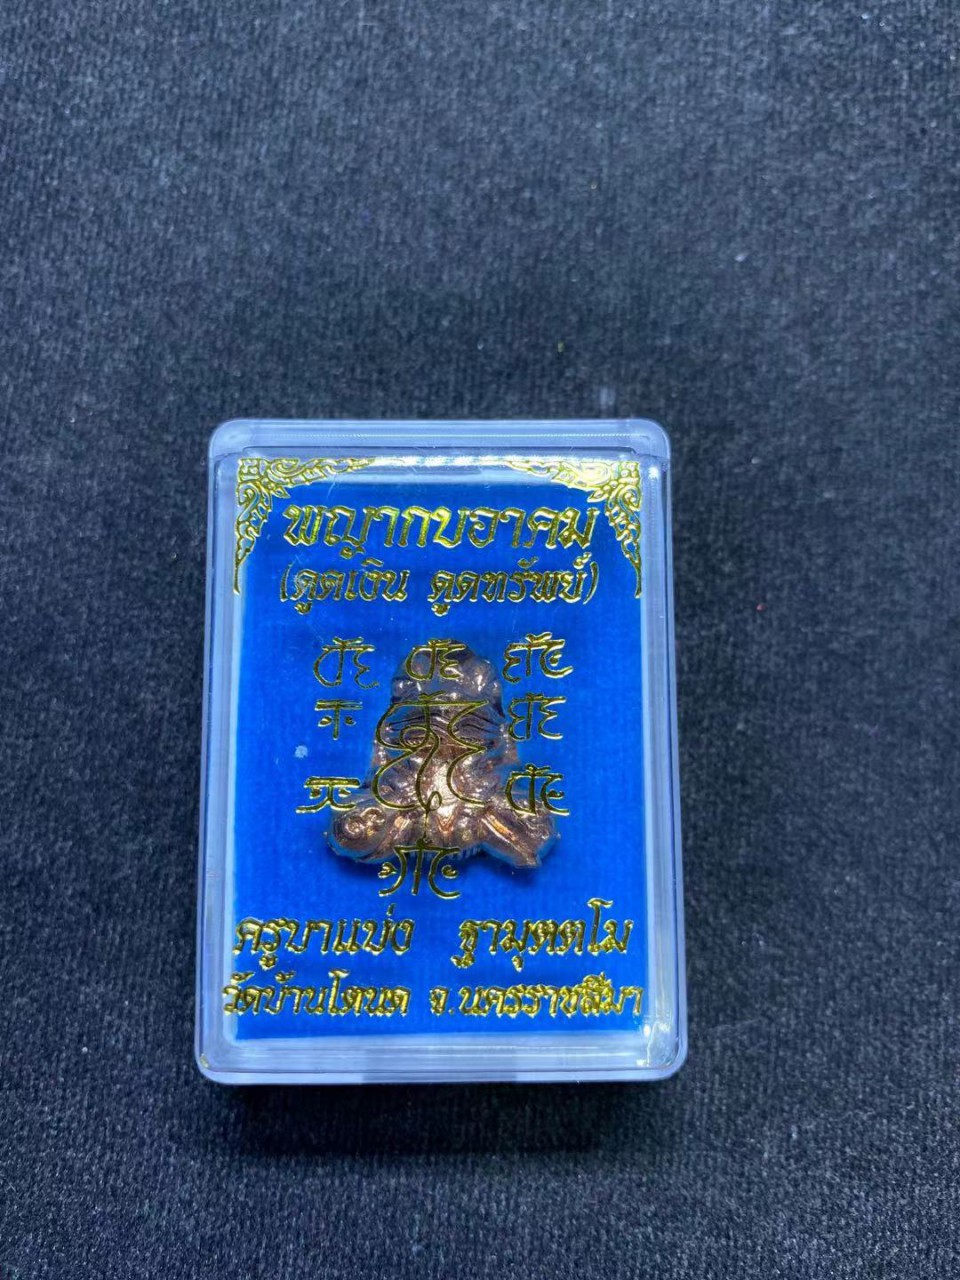 พญากบอาคม
(ดูดเงิน ดูดทรัพย์)
ครูบาแบ่ง ฐามุตตโม
วัดบ้านโตนด จ.นครราชสีมา